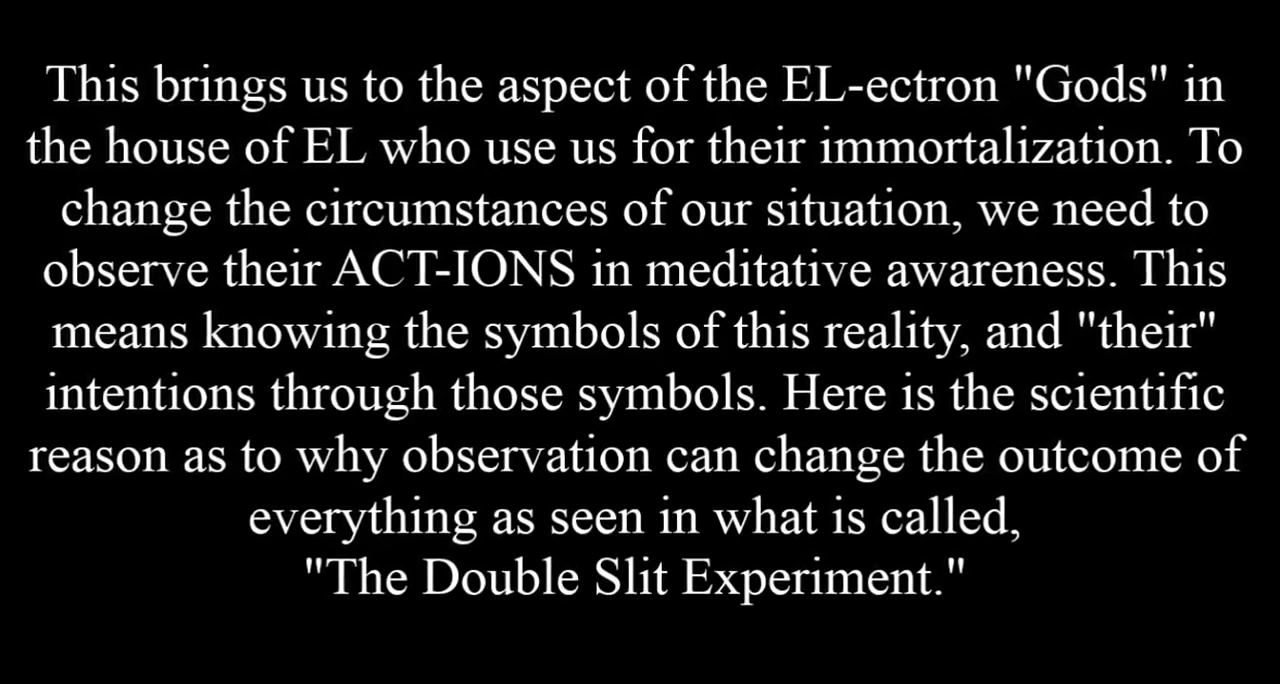 This brings us to the aspect of the EL-ectron "Gods" in
the house of EL who use us for their immortalization. To
change the circumstances of our situation, we need to
observe their ACT-IONS in meditative awareness. This
means knowing the symbols of this reality, and "their"
intentions through those symbols. Here is the scientific
reason as to why observation can change the outcome of
everything as seen in what is called,
"The Double Slit Experiment."